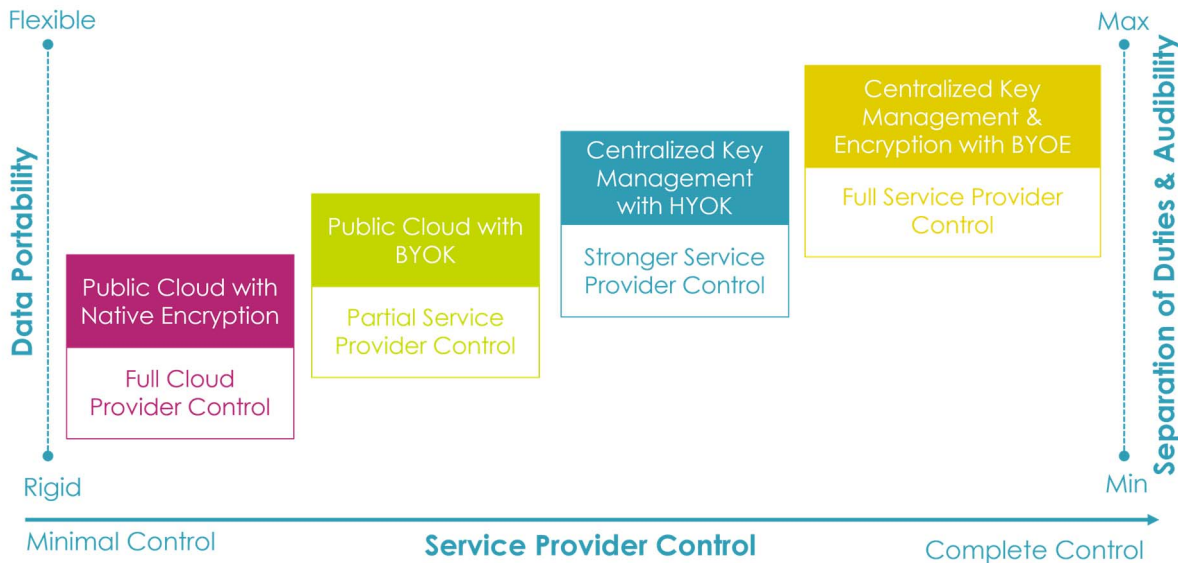 Flexible
Max
Data Portability
Separation of Duties & Audibility
Public Cloud with
Native Encryption
Full Cloud
Provider Control
Public Cloud with
BYOK
Partial Service
Provider Control
Centralized Key
Management
with HYOK
Stronger Service
Provider Control
Centralized Key
Management &
Encryption with BYOE
Full Service Provider
Control
Rigid
Min
Minimal Control
Service Provider Control
Complete Control